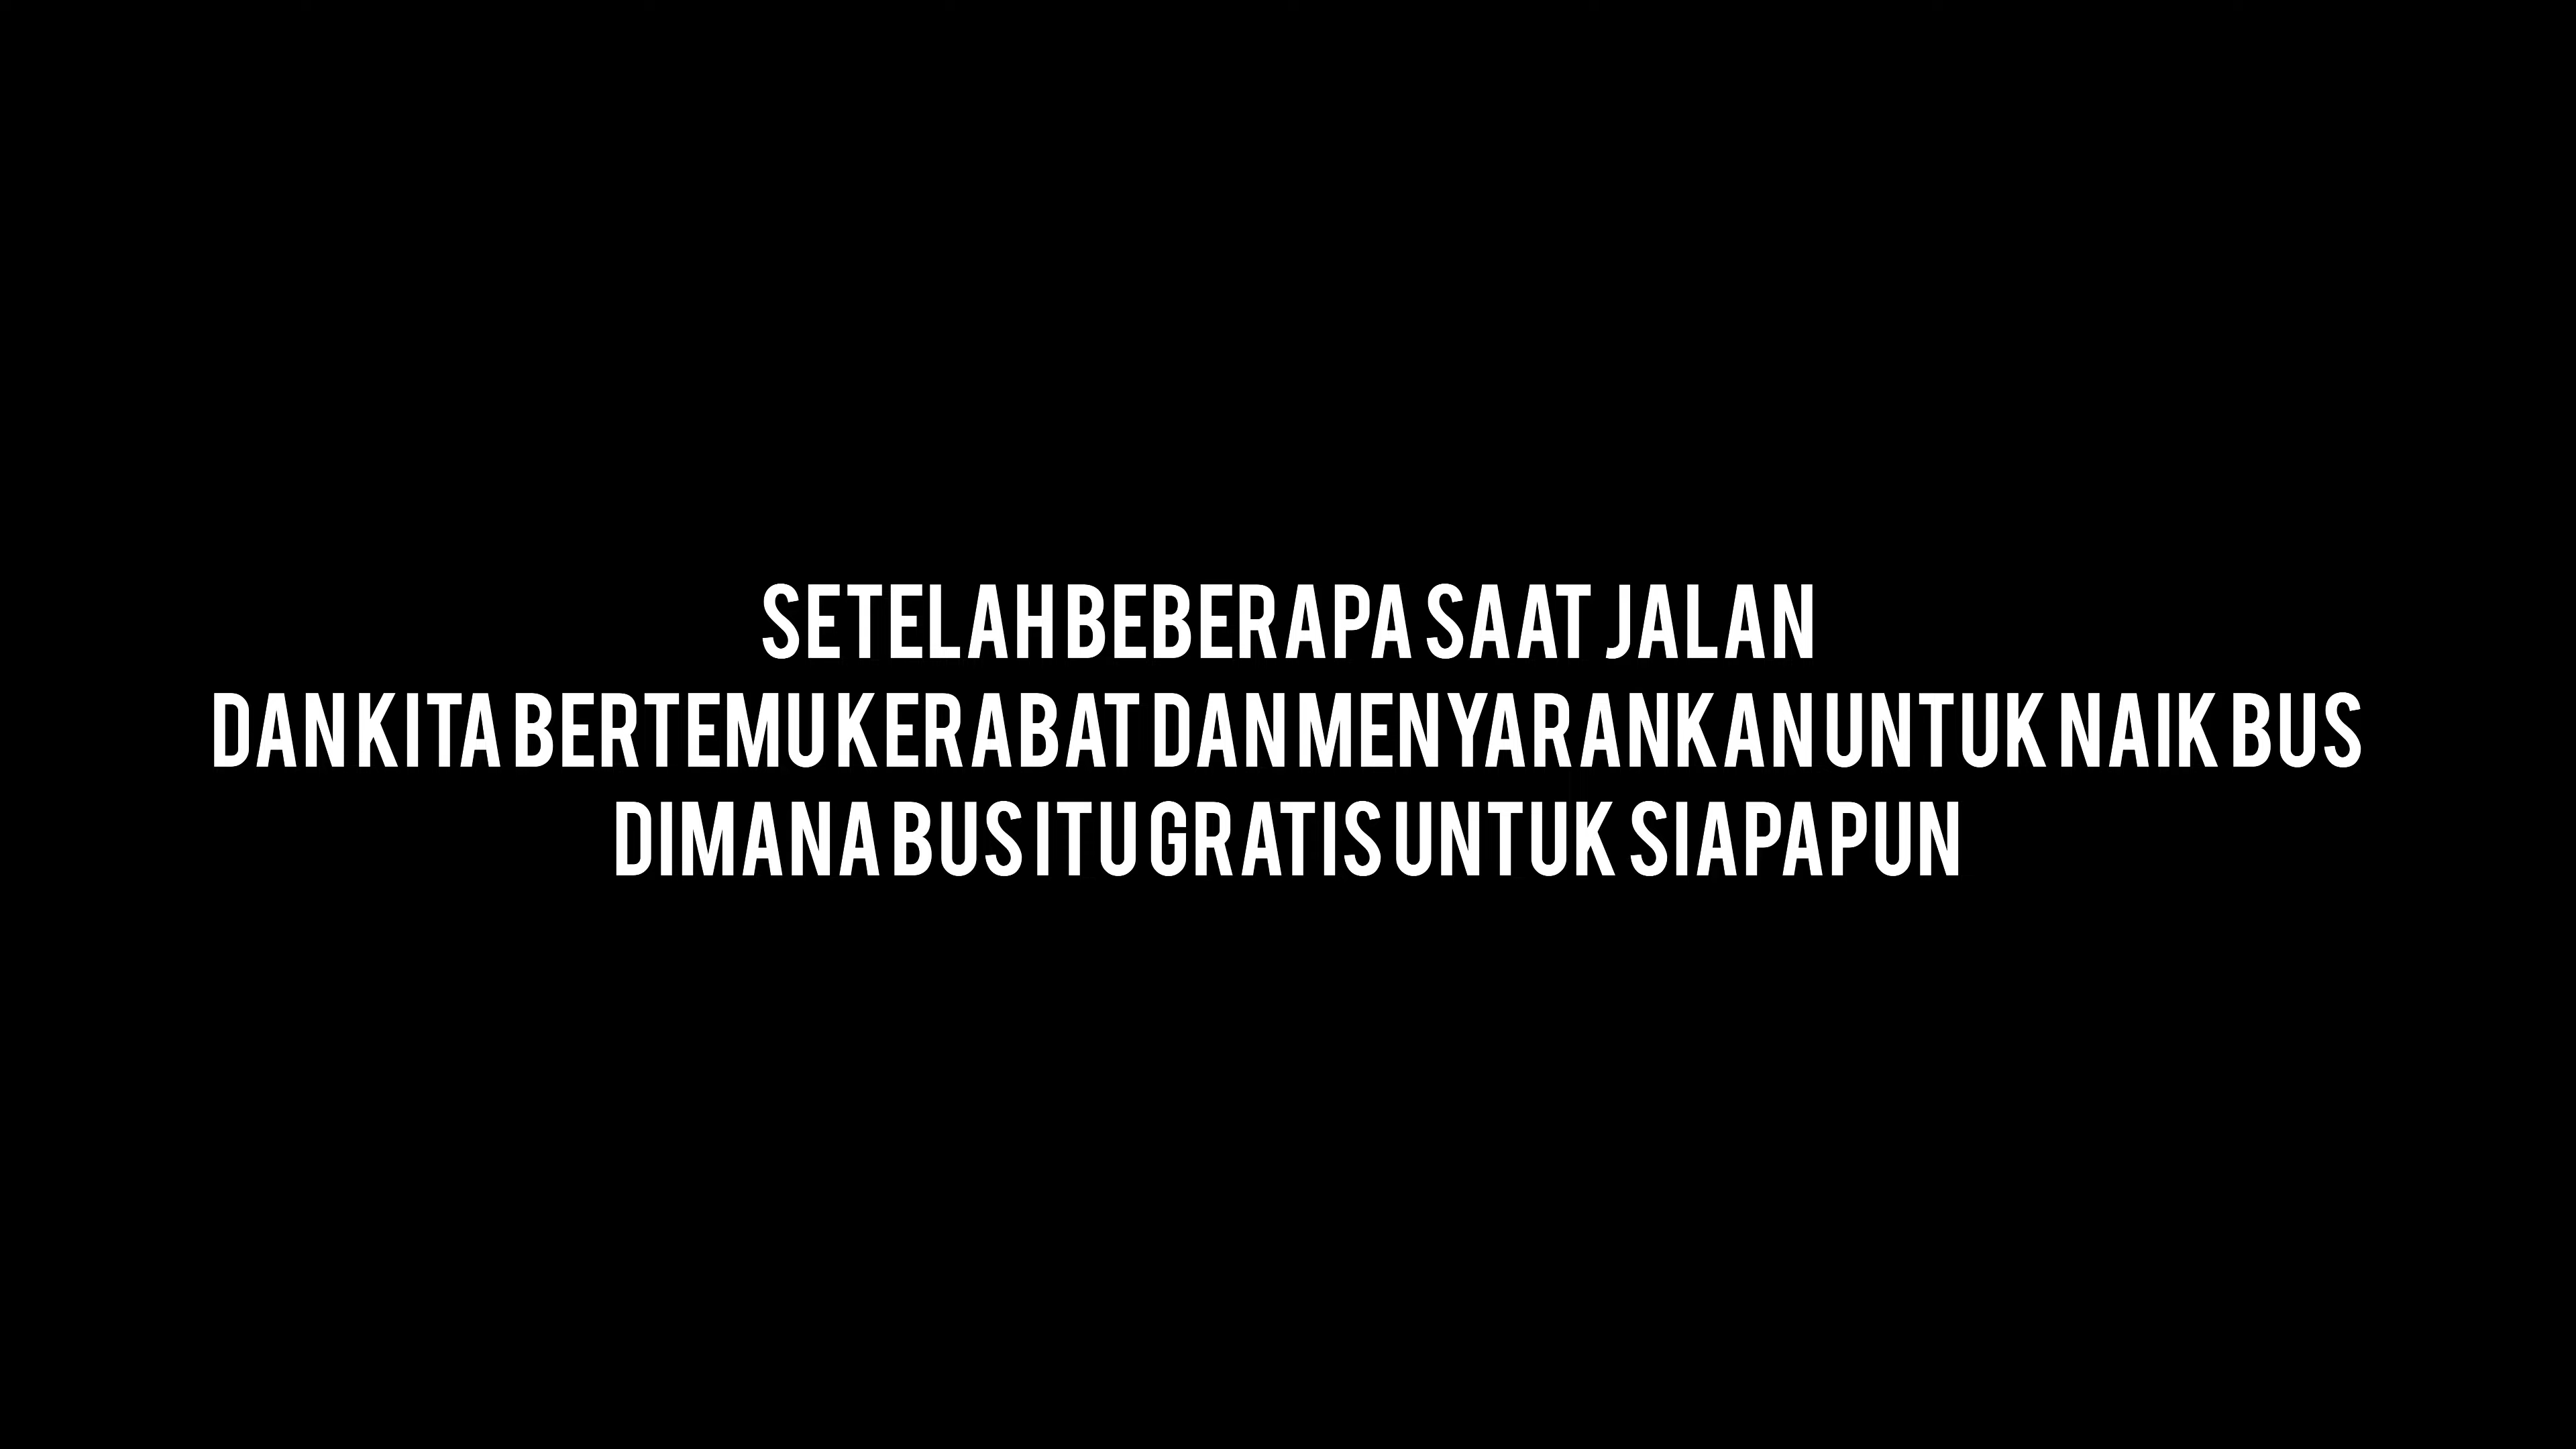 SETELAH BEBERAPA SAAT JALAN
DAN KITA BERTEMU KERABAT DAN MENYARANKAN UNTUK NAIK BUS
DIMANA BUS ITU GRATIS UNTUK SIAPAPUN